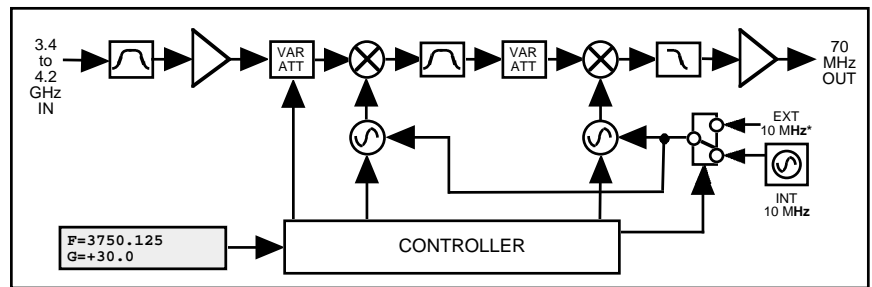 3.4
to
4.2
GHz
IN
VAR
ATT
VAR
ATT
70
MHz
OUT
EXT
10 MHz*
INT
10 MHz
F=3750.125
G=+30.0
CONTROLLER